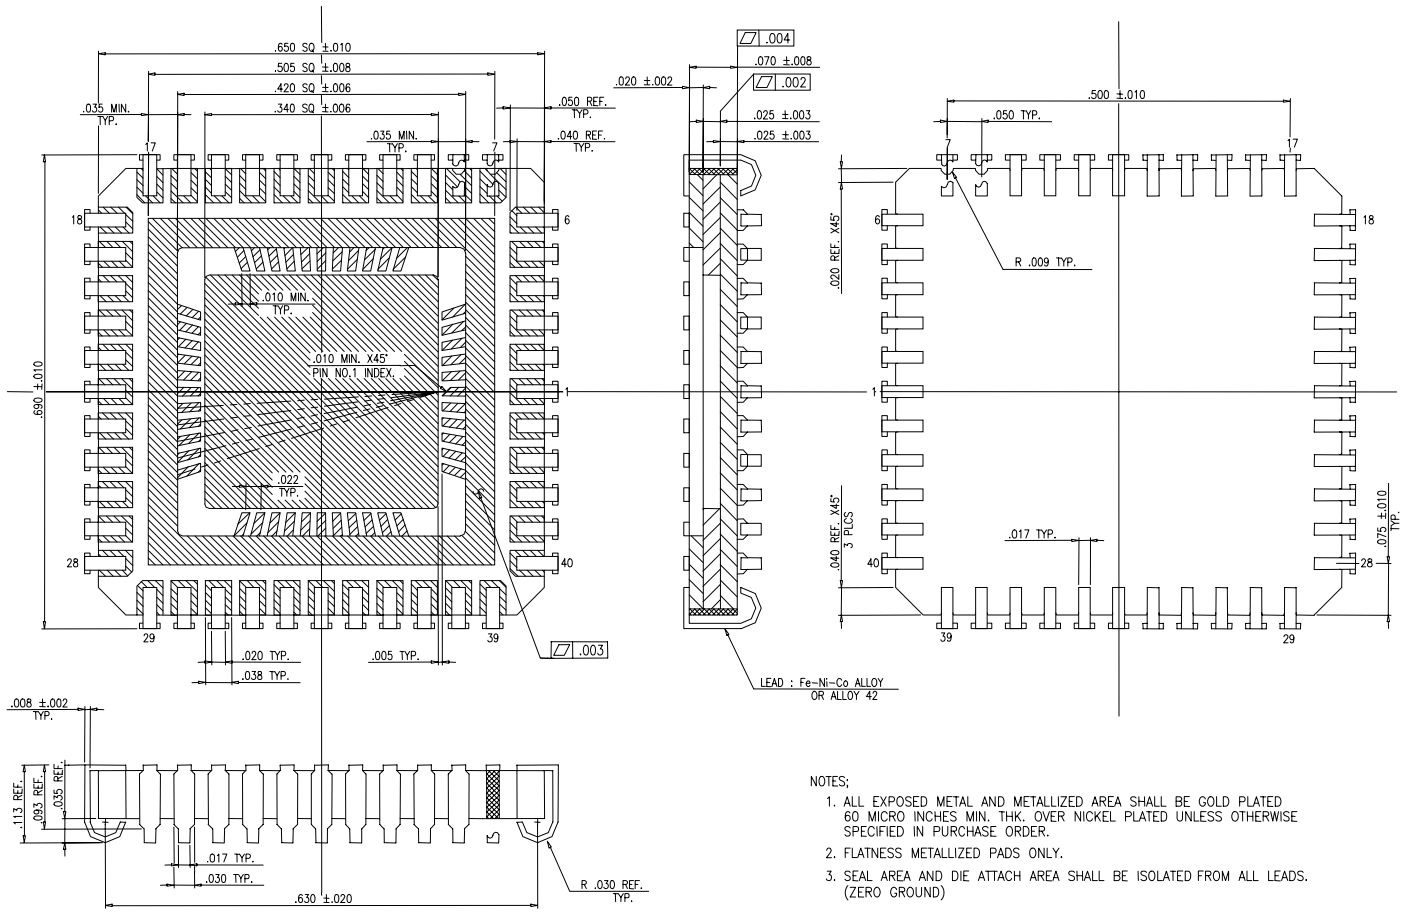 .650 SQ ±.010
.505 SQ ±.008
.420 SQ ±.006
.340 SQ ±.006
.035 MIN.
TYP.
.050 REF.
TYP.
.035 MIN.
TYP.
.040 REF.
TYP.
17
7
18
6
.690 ±.010
.010 MIN.
TYP.
.010 MIN. X45°
PIN NO.1 INDEX.
1
.022
TYP.
28
40
29
39
.020 TYP.
.038 TYP.
.005 TYP.
.003
.004
.070 ±.008
.020 ±.002
.002
.025 ±.003
.025 ±.003
LEAD : Fe-Ni-Co ALLOY
OR ALLOY 42
.500 ±.010
.050 TYP.
7
17
.020 REF. X45°
6
18
R .009 TYP.
1
.040 REF. X45°
3 PLCS
.017 TYP.
.075 ±.010
TYP.
40
28
39
29
.008 ±.002
TYP.
.113 REF.
.093 REF.
.035 REF.
.017 TYP.
.030 TYP.
.630 ±.020
R .030 REF.
TYP.
NOTES;
1. ALL EXPOSED METAL AND METALLIZED AREA SHALL BE GOLD PLATED
60 MICRO INCHES MIN. THK. OVER NICKEL PLATED UNLESS OTHERWISE
SPECIFIED IN PURCHASE ORDER.
2. FLATNESS METALLIZED PADS ONLY.
3. SEAL AREA AND DIE ATTACH AREA SHALL BE ISOLATED FROM ALL LEADS.
(ZERO GROUND)